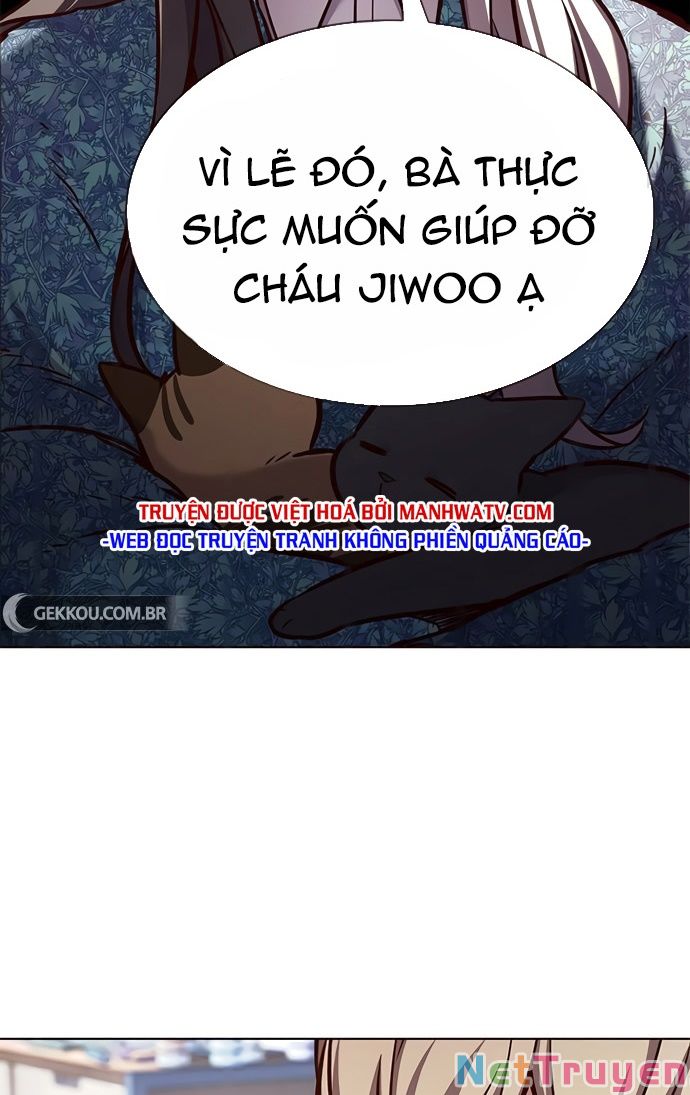 VÌ LẼ ĐÓ, BÀ THỰC
SỰC MUỐN GIÚP ĐỠ
CHÁU JIWOO Ạ
TRUYỆN ĐƯỢC VIỆT HOÁ BỞI MANHWATV.COM
-WEB ĐỌC TRUYỆN TRANH KHÔNG PHIỀN QUẢNG CÁO-
GEKKOU.COM.BR
NetTruyen